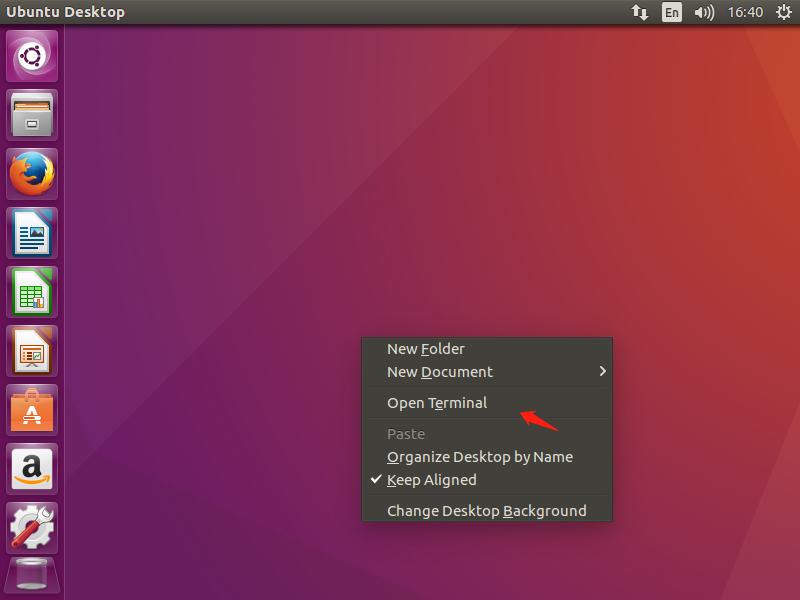 Ubuntu Desktop
En
16:40
A
a
New Folder
New Document
Open Terminal
Paste
Organize Desktop by Name
Keep Aligned
Change Desktop Background